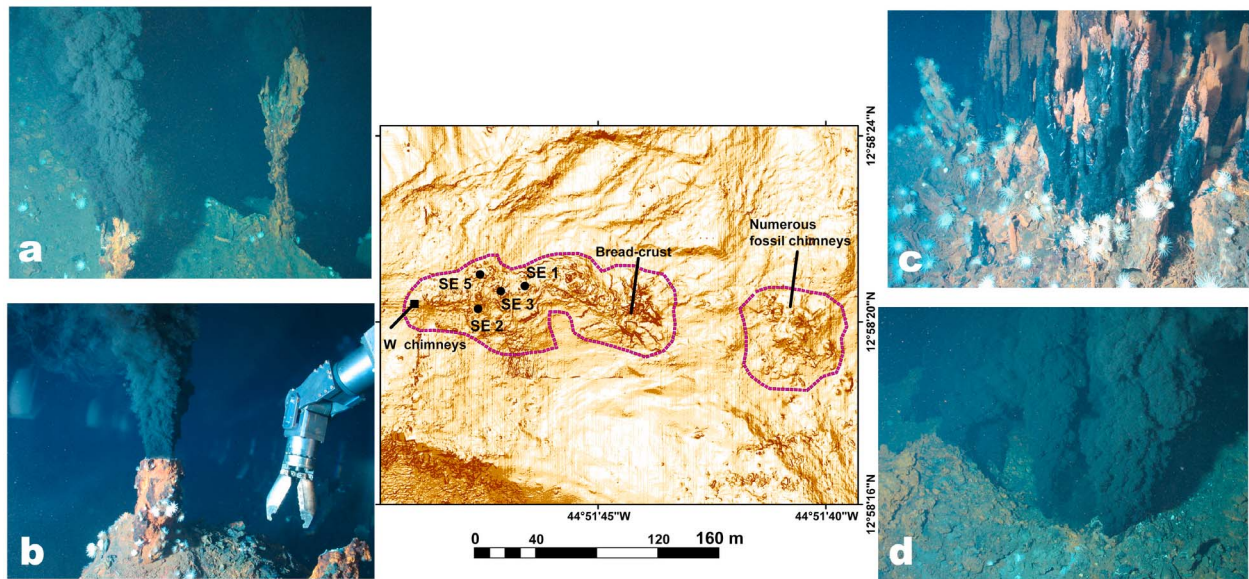 a
b
c
d
12°58'24"N
12°58'20"N
12°58'16"N
Numerous
fossil chimneys
Bread-crust
SE 1
SE 5
SE 3
SE 2
W chimneys
44°51'45"W
44°51'40"W
0 40 120 160 m